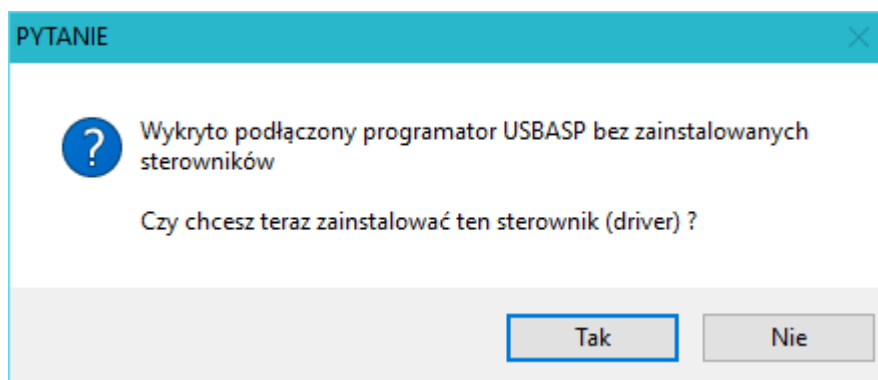 PYTANIE
Wykryto podłączony programator USBASP bez zainstalowanych
sterowników
Czy chcesz teraz zainstalować ten sterownik (driver) ?
Tak
Nie